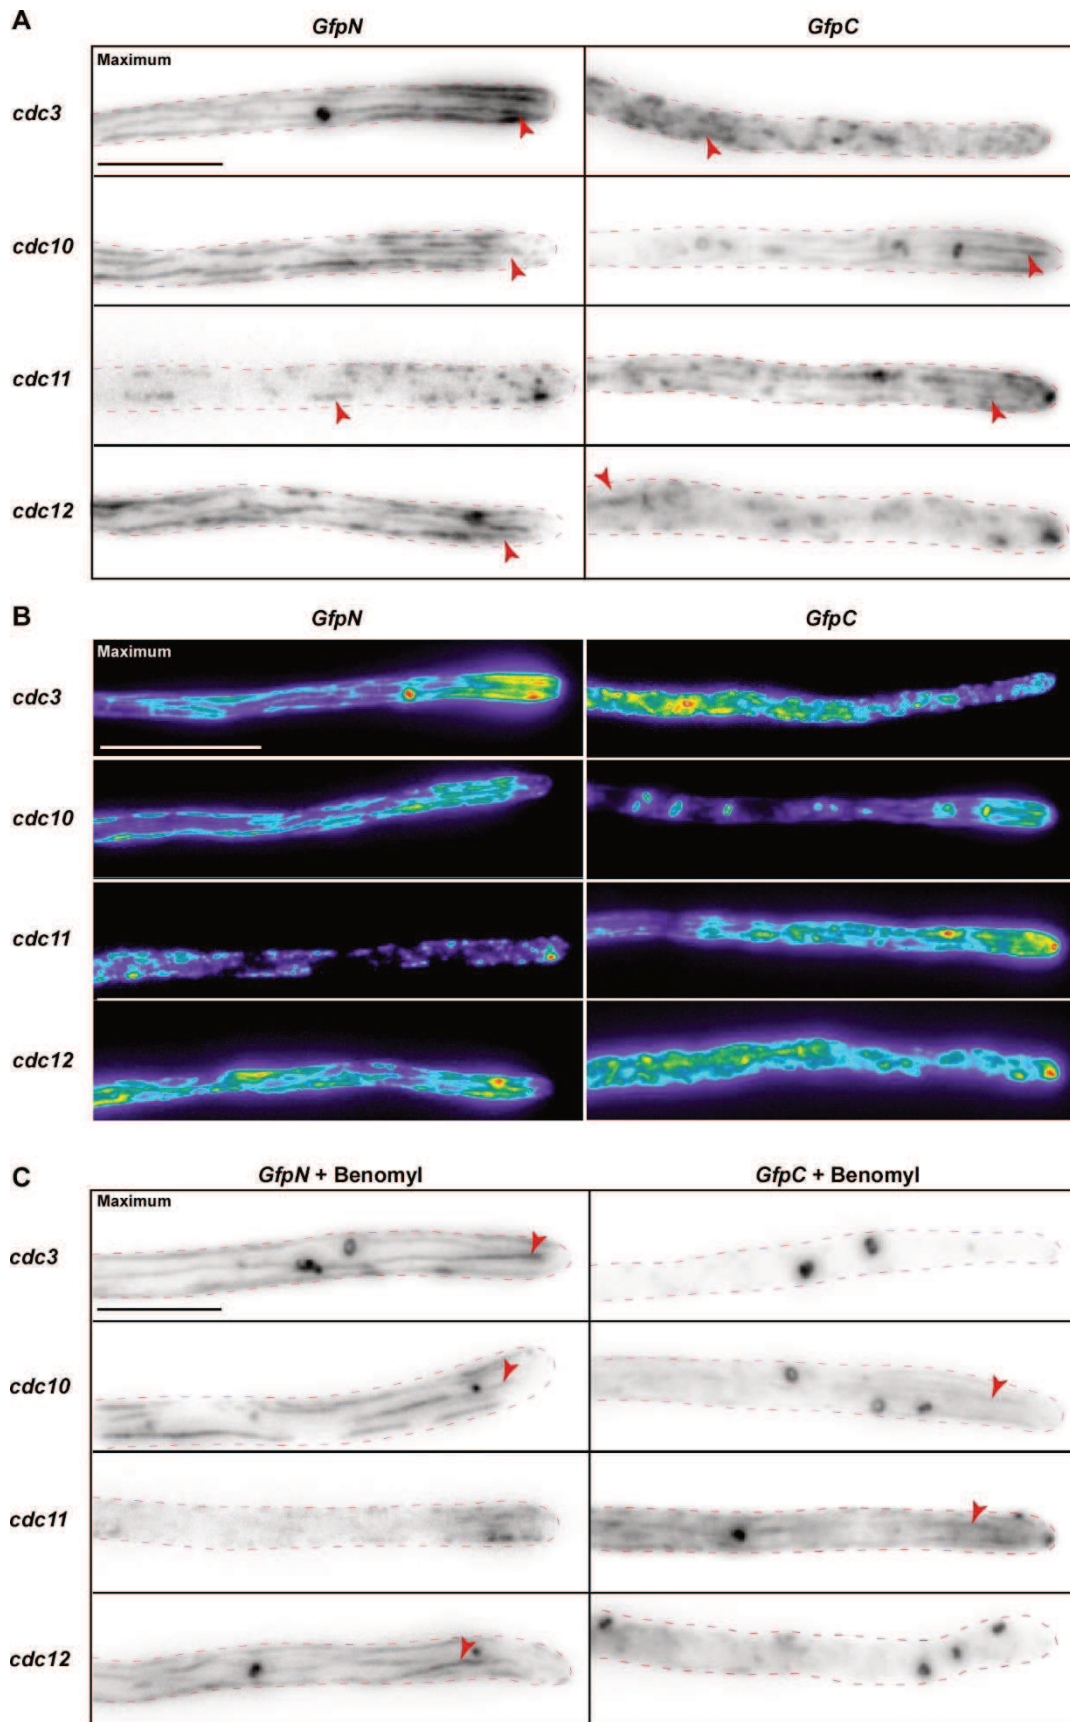 A
GfpN
GfpC
Maximum
cdc3
cdc10
cdc11
cdc12
B
GfpN
GfpC
Maximum
cdc3
cdc10
cdc11
cdc12
C
GfpN + Benomyl
GfpC + Benomyl
Maximum
cdc3
cdc10
cdc11
cdc12